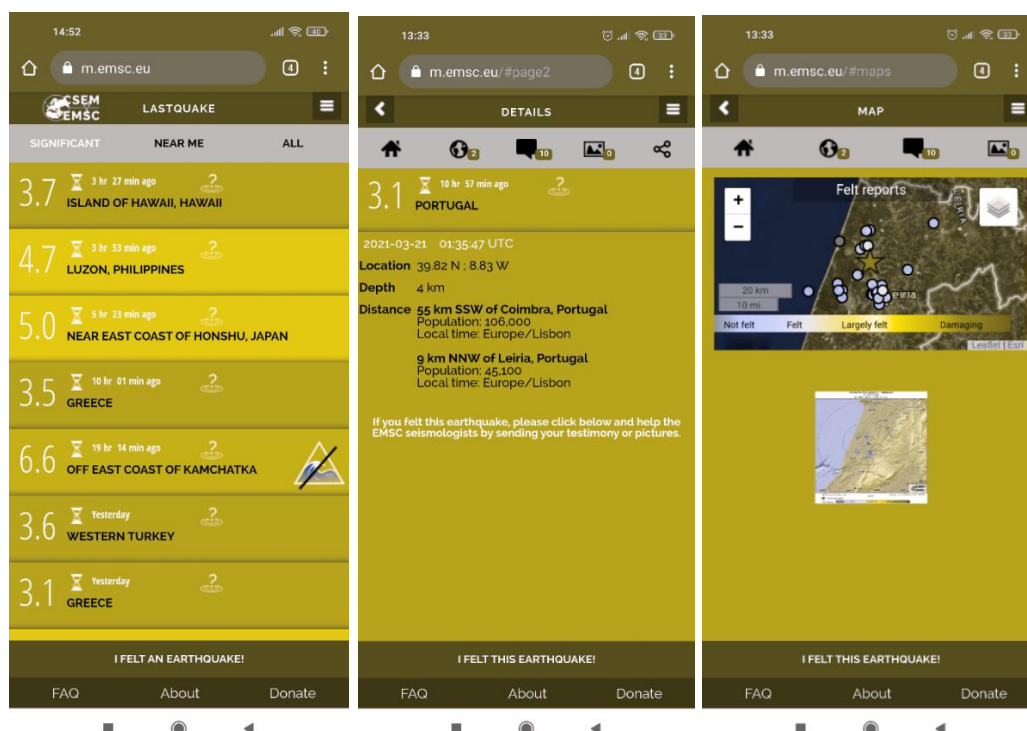 14:52
40
m.emsc.eu
4
CSEM
EMSC
LASTQUAKE
SIGNIFICANT
NEAR ME
ALL
3.7
3 hr 27 min ago
?
ISLAND OF HAWAII, HAWAII
4.7
3 hr 33 min ago
?
LUZON, PHILIPPINES
5.0
5 hr 23 min ago
?
NEAR EAST COAST OF HONSHU, JAPAN
3.5
10 hr 01 min ago
?
GREECE
6.6
19 hr 14 min ago
?
OFF EAST COAST OF KAMCHATKA
3.6
Yesterday
?
WESTERN TURKEY
3.1
Yesterday
?
GREECE
I FELT AN EARTHQUAKE!
FAQ
About
Donate
13:33
33
m.emsc.eu/#page2
4
DETAILS
2
10
0
3.1
10 hr 57 min ago
?
PORTUGAL
2021-03-21 01:35:47 UTC
Location 39.82 N ; 8.83 W
Depth 4 km
Distance 55 km SSW of Coimbra, Portugal
Population: 106,000
Local time: Europe/Lisbon
9 km NNW of Leiria, Portugal
Population: 45,100
Local time: Europe/Lisbon
If you felt this earthquake, please click below and help the
EMSC seismologists by sending your testimony or pictures.
I FELT THIS EARTHQUAKE!
FAQ
About
Donate
13:33
33
m.emsc.eu/#maps
4
MAP
2
10
0
+
−
Felt reports
LEIRIA
eiria
20 km
10 mi
Not felt
Felt
Largely felt
Damaging
Leaflet | Esri
I FELT THIS EARTHQUAKE!
FAQ
About
Donate